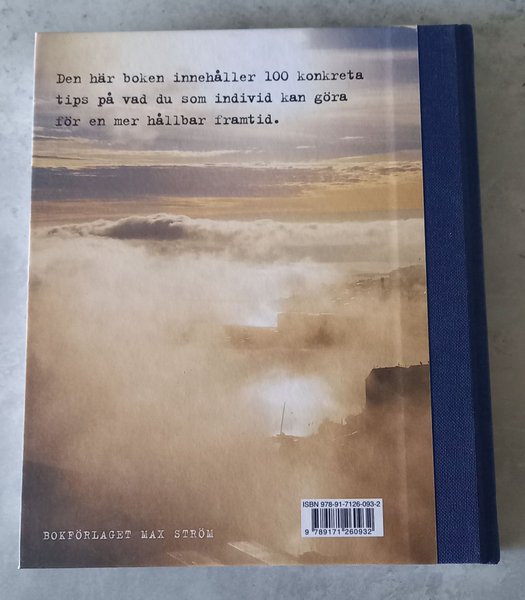 Den här boken innehåller 100 konkreta
tips på vad du som individ kan göra
för en mer hållbar framtid.
ISBN 978-91-7126-093-2
9 789171 260932
BOKFÖRLAGET MAX STRÖM